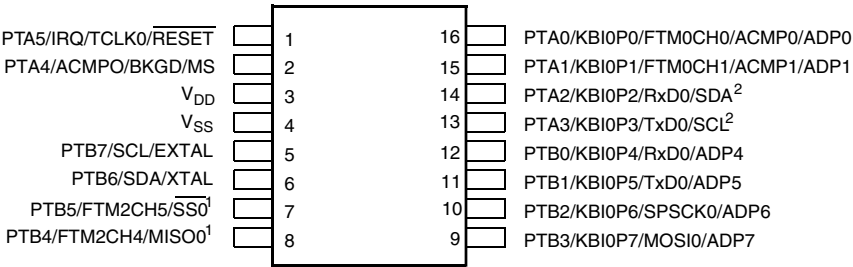 PTA5/IRQ/TCLK0/RESET 1 16 PTA0/KBI0P0/FTM0CH0/ACMP0/ADP0
PTA4/ACMPO/BKGD/MS 2 15 PTA1/KBI0P1/FTM0CH1/ACMP1/ADP1
VDD 3 14 PTA2/KBI0P2/RxD0/SDA2
VSS 4 13 PTA3/KBI0P3/TxD0/SCL2
PTB7/SCL/EXTAL 5 12 PTB0/KBI0P4/RxD0/ADP4
PTB6/SDA/XTAL 6 11 PTB1/KBI0P5/TxD0/ADP5
PTB5/FTM2CH5/SS01 7 10 PTB2/KBI0P6/SPSCK0/ADP6
PTB4/FTM2CH4/MISO01 8 9 PTB3/KBI0P7/MOSI0/ADP7